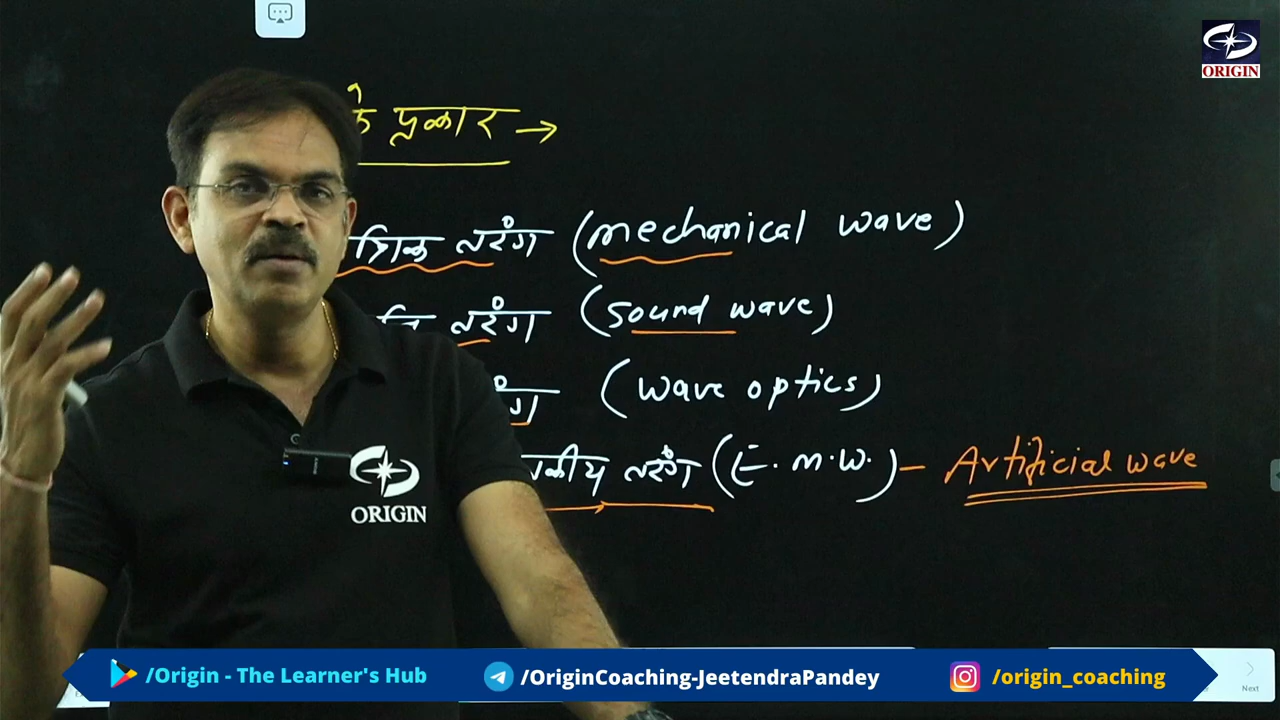 ORIGIN
के प्रकार →
त्रिक तरंग (mechanical wave)
नि तरंग (sound wave)
ग (wave optics)
कीय तरंग (E.M.W.) — Artificial wave
ORIGIN
/Origin - The Learner's Hub /OriginCoaching-JeetendraPandey /origin_coaching
Next